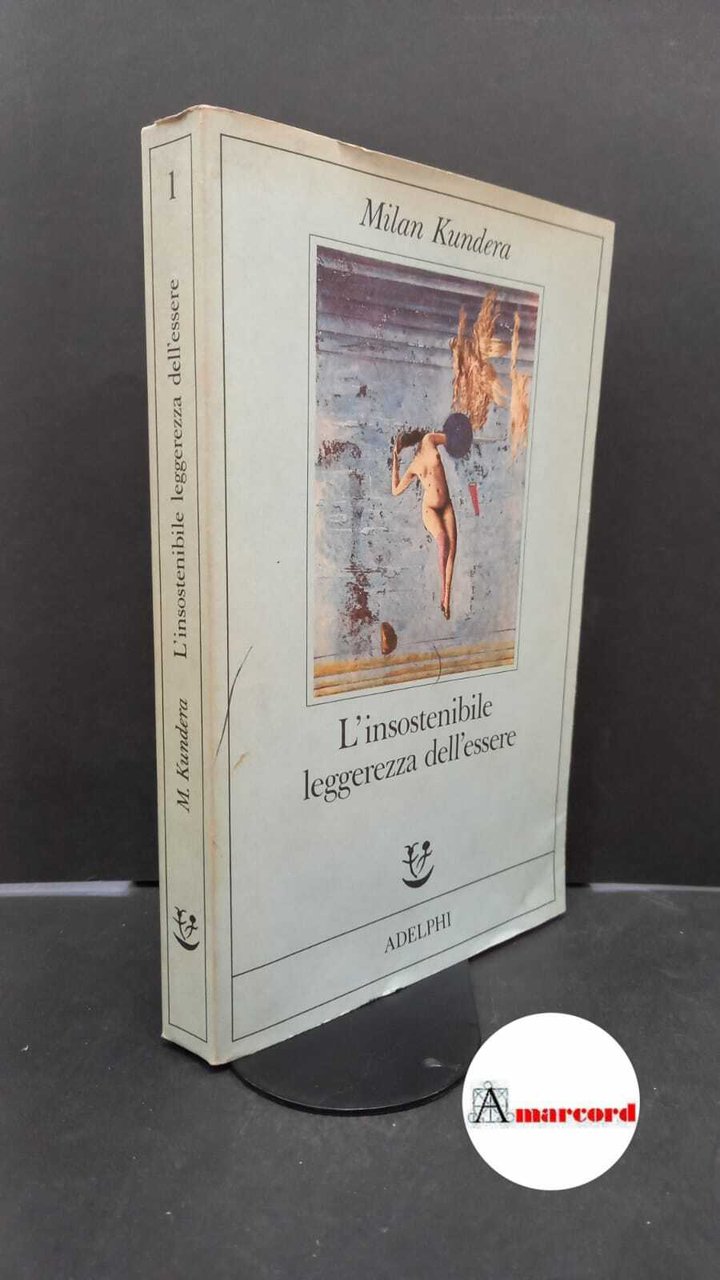 1
M. Kundera L'insostenibile leggerezza dell'essere
Milan Kundera
L'insostenibile
leggerezza dell'essere
ADELPHI
Amarcord